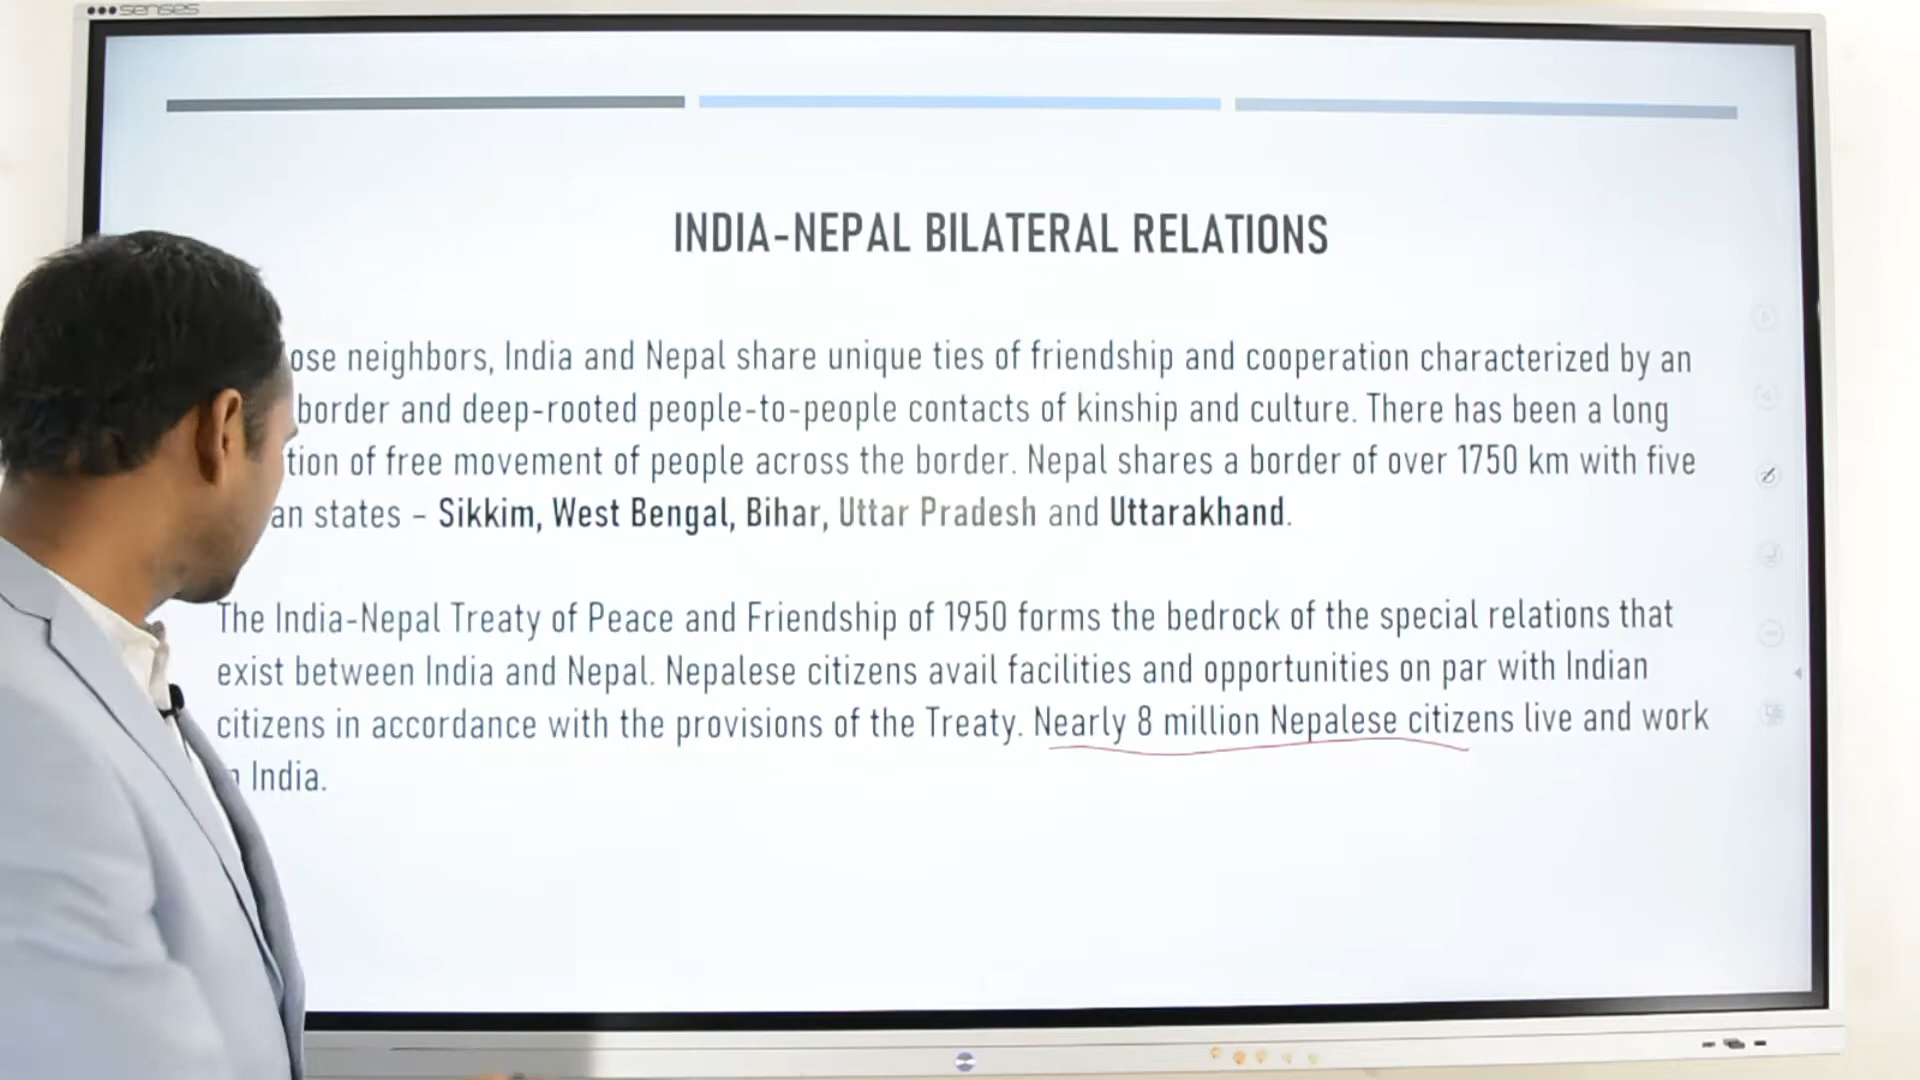 senses
INDIA-NEPAL BILATERAL RELATIONS
neighbors, India and Nepal share unique ties of friendship and cooperation characterized by an
border and deep-rooted people-to-people contacts of kinship and culture. There has been a long
of free movement of people across the border. Nepal shares a border of over 1750 km with five
states – Sikkim, West Bengal, Bihar, Uttar Pradesh and Uttarakhand.
The India-Nepal Treaty of Peace and Friendship of 1950 forms the bedrock of the special relations that
exist between India and Nepal. Nepalese citizens avail facilities and opportunities on par with Indian
citizens in accordance with the provisions of the Treaty. Nearly 8 million Nepalese citizens live and work
India.